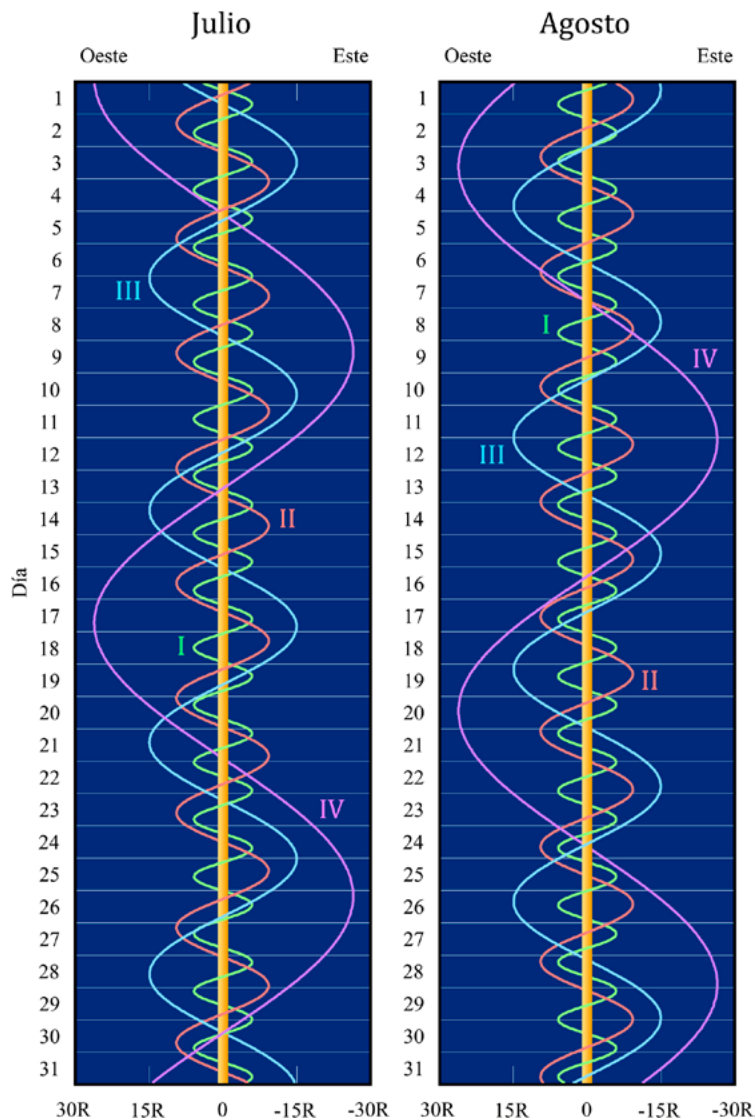 Julio Agosto
Oeste Este Oeste Este
Día
1 1
2 2
3 3
4 4
5 5
6 6
7 III 7
8 I 8
9 IV 9
10 10
11 11
12 III 12
13 13
14 II 14
15 15
16 16
17 17
18 I 18
19 II 19
20 20
21 21
22 22
23 IV 23
24 24
25 25
26 26
27 27
28 28
29 29
30 30
31 31
30R 15R 0 -15R -30R 30R 15R 0 -15R -30R